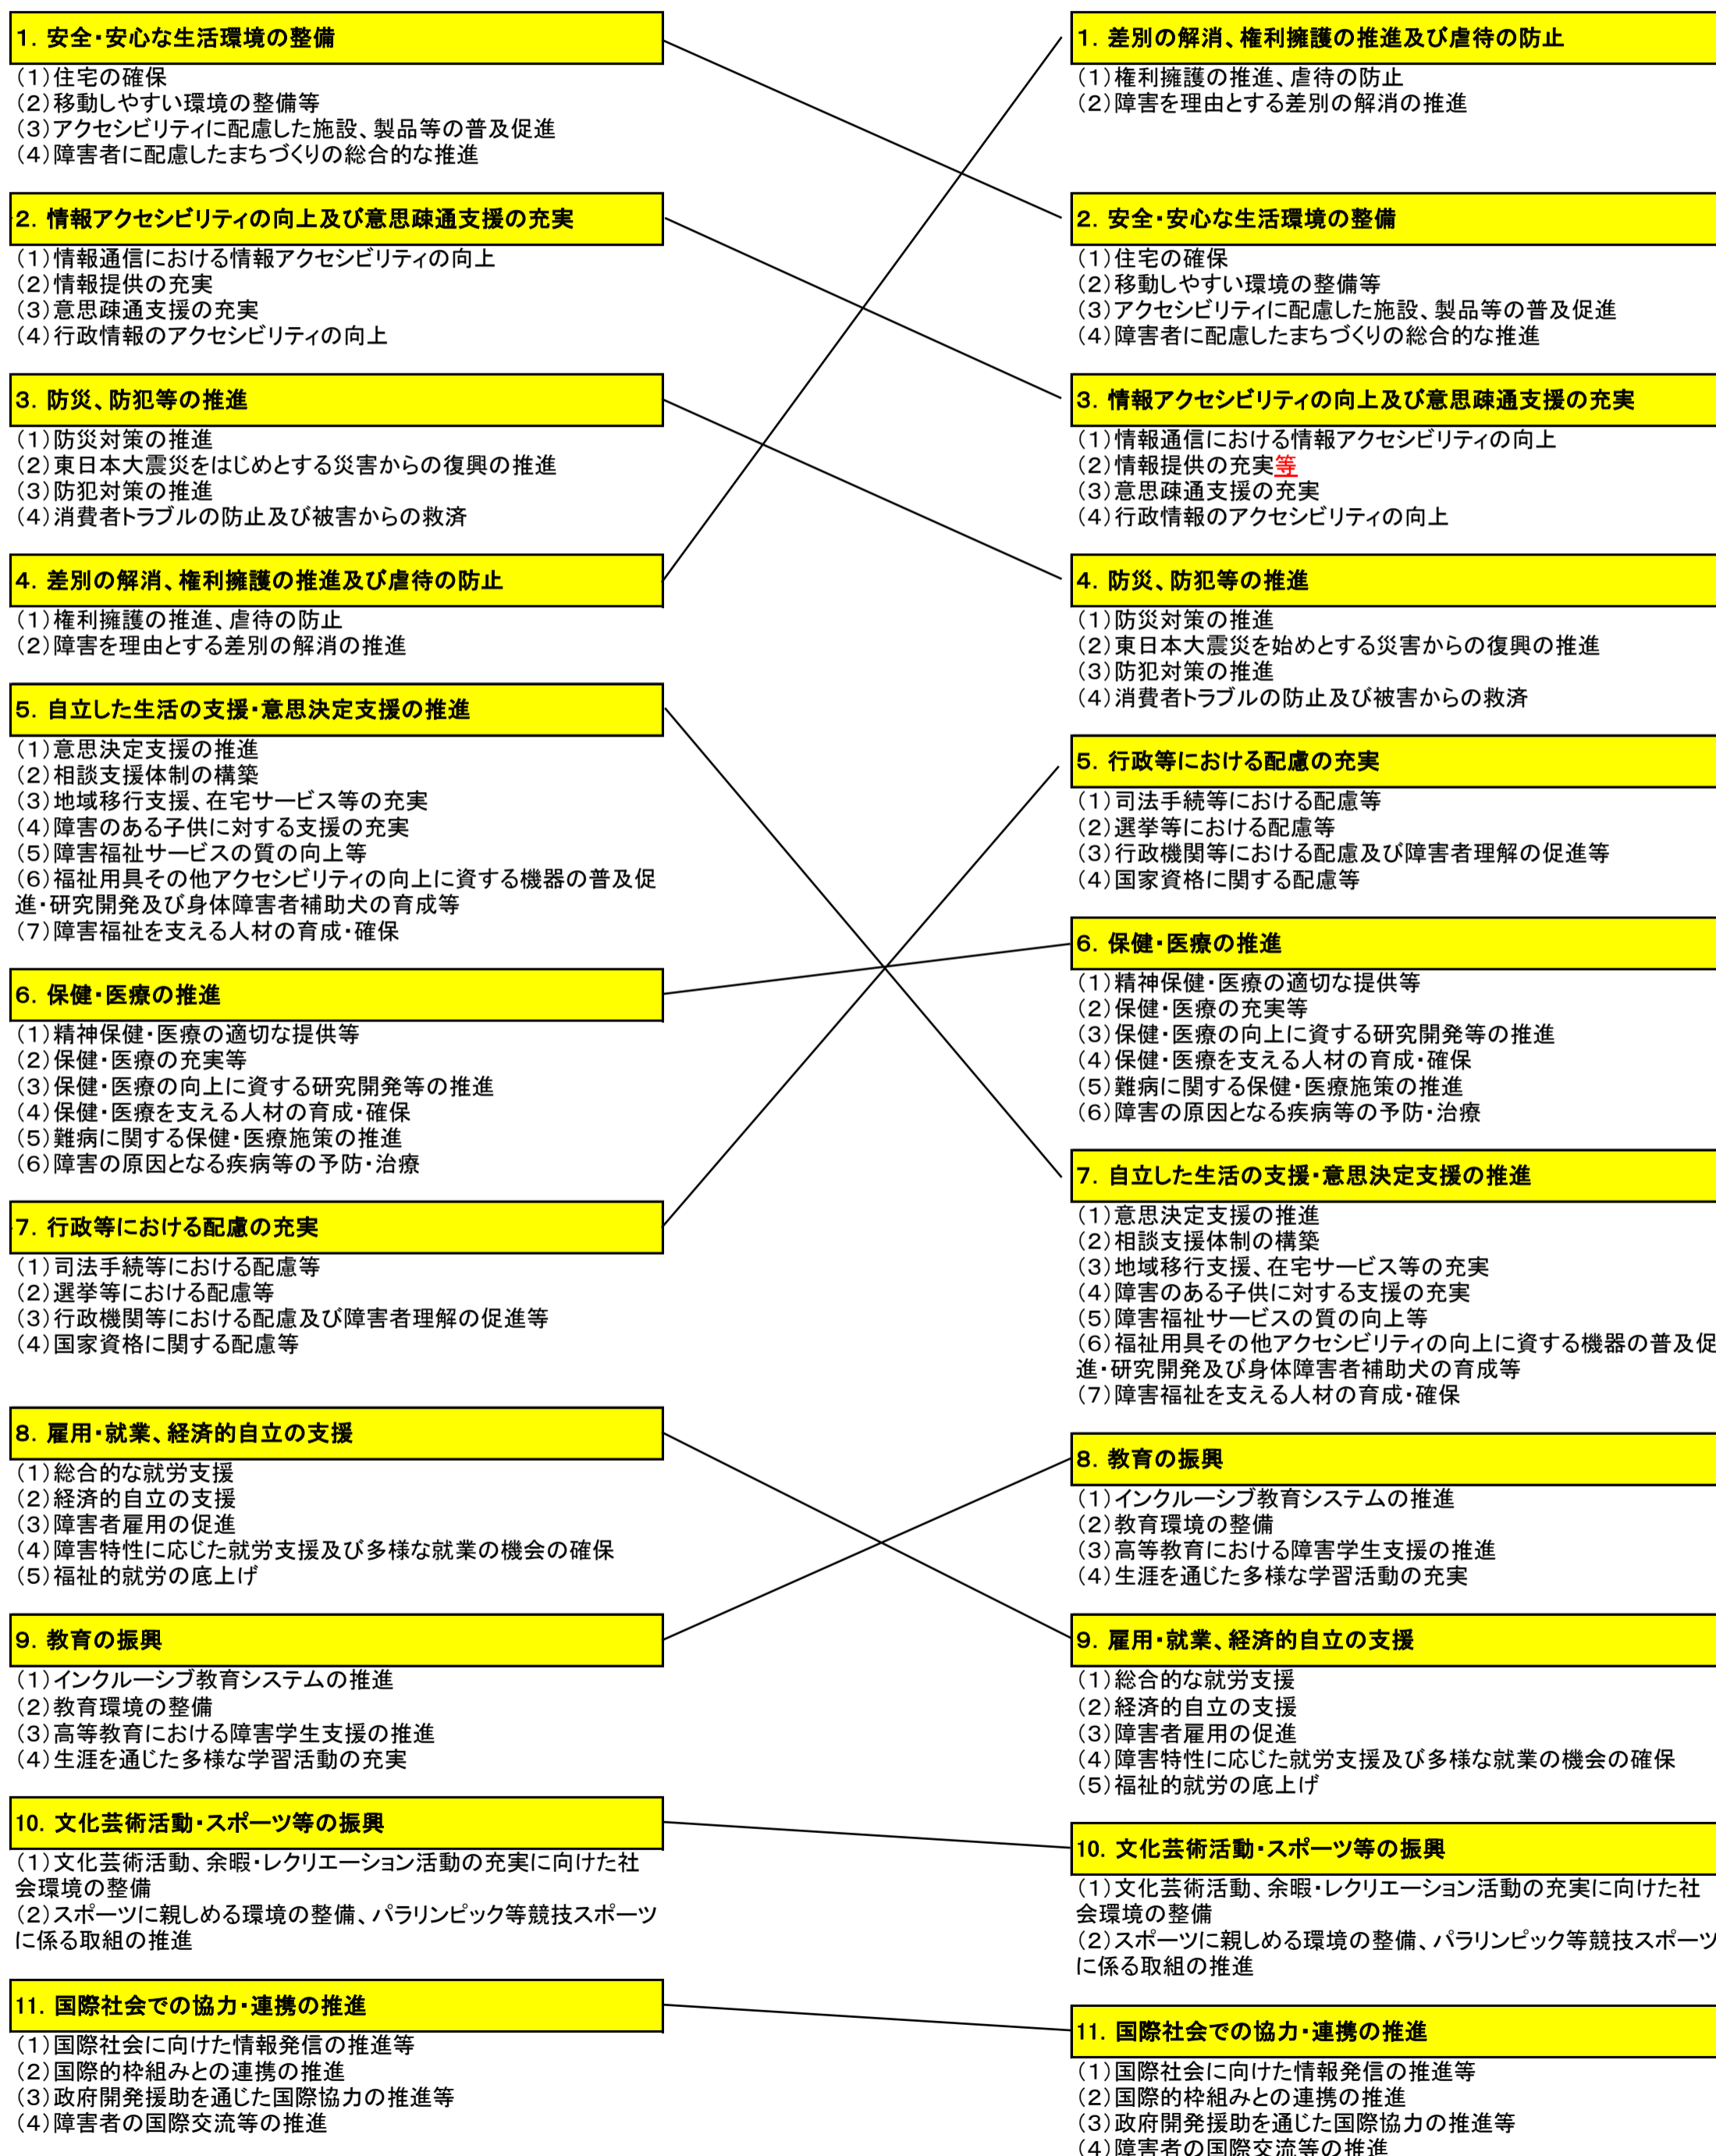 1．安全・安心な生活環境の整備
（1）住宅の確保
（2）移動しやすい環境の整備等
（3）アクセシビリティに配慮した施設、製品等の普及促進
（4）障害者に配慮したまちづくりの総合的な推進
2．情報アクセシビリティの向上及び意思疎通支援の充実
（1）情報通信における情報アクセシビリティの向上
（2）情報提供の充実
（3）意思疎通支援の充実
（4）行政情報のアクセシビリティの向上
3．防災、防犯等の推進
（1）防災対策の推進
（2）東日本大震災をはじめとする災害からの復興の推進
（3）防犯対策の推進
（4）消費者トラブルの防止及び被害からの救済
4．差別の解消、権利擁護の推進及び虐待の防止
（1）権利擁護の推進、虐待の防止
（2）障害を理由とする差別の解消の推進
5．自立した生活の支援・意思決定支援の推進
（1）意思決定支援の推進
（2）相談支援体制の構築
（3）地域移行支援、在宅サービス等の充実
（4）障害のある子供に対する支援の充実
（5）障害福祉サービスの質の向上等
（6）福祉用具その他アクセシビリティの向上に資する機器の普及促
進・研究開発及び身体障害者補助犬の育成等
（7）障害福祉を支える人材の育成・確保
6．保健・医療の推進
（1）精神保健・医療の適切な提供等
（2）保健・医療の充実等
（3）保健・医療の向上に資する研究開発等の推進
（4）保健・医療を支える人材の育成・確保
（5）難病に関する保健・医療施策の推進
（6）障害の原因となる疾病等の予防・治療
7．行政等における配慮の充実
（1）司法手続等における配慮等
（2）選挙等における配慮等
（3）行政機関等における配慮及び障害者理解の促進等
（4）国家資格に関する配慮等
8．雇用・就業、経済的自立の支援
（1）総合的な就労支援
（2）経済的自立の支援
（3）障害者雇用の促進
（4）障害特性に応じた就労支援及び多様な就業の機会の確保
（5）福祉的就労の底上げ
9．教育の振興
（1）インクルーシブ教育システムの推進
（2）教育環境の整備
（3）高等教育における障害学生支援の推進
（4）生涯を通じた多様な学習活動の充実
10．文化芸術活動・スポーツ等の振興
（1）文化芸術活動、余暇・レクリエーション活動の充実に向けた社
会環境の整備
（2）スポーツに親しめる環境の整備、パラリンピック等競技スポーツ
に係る取組の推進
11．国際社会での協力・連携の推進
（1）国際社会に向けた情報発信の推進等
（2）国際的枠組みとの連携の推進
（3）政府開発援助を通じた国際協力の推進等
（4）障害者の国際交流等の推進
1．差別の解消、権利擁護の推進及び虐待の防止
（1）権利擁護の推進、虐待の防止
（2）障害を理由とする差別の解消の推進
2．安全・安心な生活環境の整備
（1）住宅の確保
（2）移動しやすい環境の整備等
（3）アクセシビリティに配慮した施設、製品等の普及促進
（4）障害者に配慮したまちづくりの総合的な推進
3．情報アクセシビリティの向上及び意思疎通支援の充実
（1）情報通信における情報アクセシビリティの向上
（2）情報提供の充実等
（3）意思疎通支援の充実
（4）行政情報のアクセシビリティの向上
4．防災、防犯等の推進
（1）防災対策の推進
（2）東日本大震災を始めとする災害からの復興の推進
（3）防犯対策の推進
（4）消費者トラブルの防止及び被害からの救済
5．行政等における配慮の充実
（1）司法手続等における配慮等
（2）選挙等における配慮等
（3）行政機関等における配慮及び障害者理解の促進等
（4）国家資格に関する配慮等
6．保健・医療の推進
（1）精神保健・医療の適切な提供等
（2）保健・医療の充実等
（3）保健・医療の向上に資する研究開発等の推進
（4）保健・医療を支える人材の育成・確保
（5）難病に関する保健・医療施策の推進
（6）障害の原因となる疾病等の予防・治療
7．自立した生活の支援・意思決定支援の推進
（1）意思決定支援の推進
（2）相談支援体制の構築
（3）地域移行支援、在宅サービス等の充実
（4）障害のある子供に対する支援の充実
（5）障害福祉サービスの質の向上等
（6）福祉用具その他アクセシビリティの向上に資する機器の普及促
進・研究開発及び身体障害者補助犬の育成等
（7）障害福祉を支える人材の育成・確保
8．教育の振興
（1）インクルーシブ教育システムの推進
（2）教育環境の整備
（3）高等教育における障害学生支援の推進
（4）生涯を通じた多様な学習活動の充実
9．雇用・就業、経済的自立の支援
（1）総合的な就労支援
（2）経済的自立の支援
（3）障害者雇用の促進
（4）障害特性に応じた就労支援及び多様な就業の機会の確保
（5）福祉的就労の底上げ
10．文化芸術活動・スポーツ等の振興
（1）文化芸術活動、余暇・レクリエーション活動の充実に向けた社
会環境の整備
（2）スポーツに親しめる環境の整備、パラリンピック等競技スポーツ
に係る取組の推進
11．国際社会での協力・連携の推進
（1）国際社会に向けた情報発信の推進等
（2）国際的枠組みとの連携の推進
（3）政府開発援助を通じた国際協力の推進等
（4）障害者の国際交流等の推進